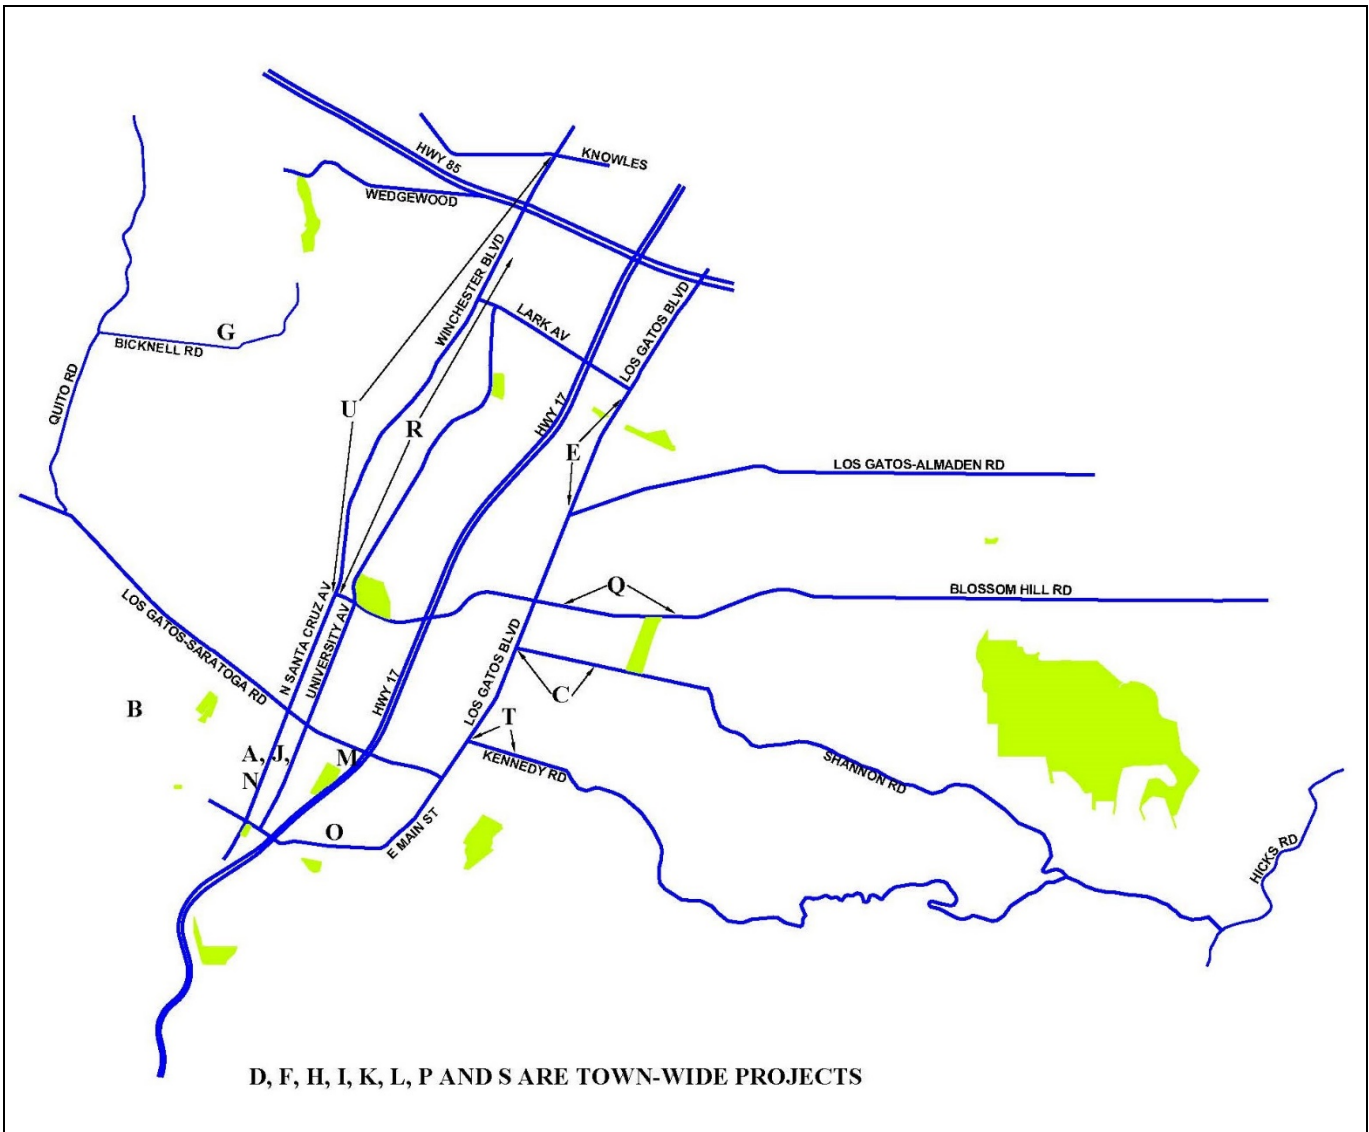 KNOWLES
HWY 85
WEDGEWOOD
WINCHESTER BLVD
LARK AV
LOS GATOS BLVD
G
BICKNELL RD
QUITO RD
U
R
HWY 17
E
LOS GATOS-ALMADEN RD
Q
BLOSSOM HILL RD
LOS GATOS-SARATOGA RD
N SANTA CRUZ AV
UNIVERSITY AV
HWY 17
LOS GATOS BLVD
C
B
T
A, J,
N
M
KENNEDY RD
SHANNON RD
O
E MAIN ST
HICKS RD
D, F, H, I, K, L, P AND S ARE TOWN-WIDE PROJECTS